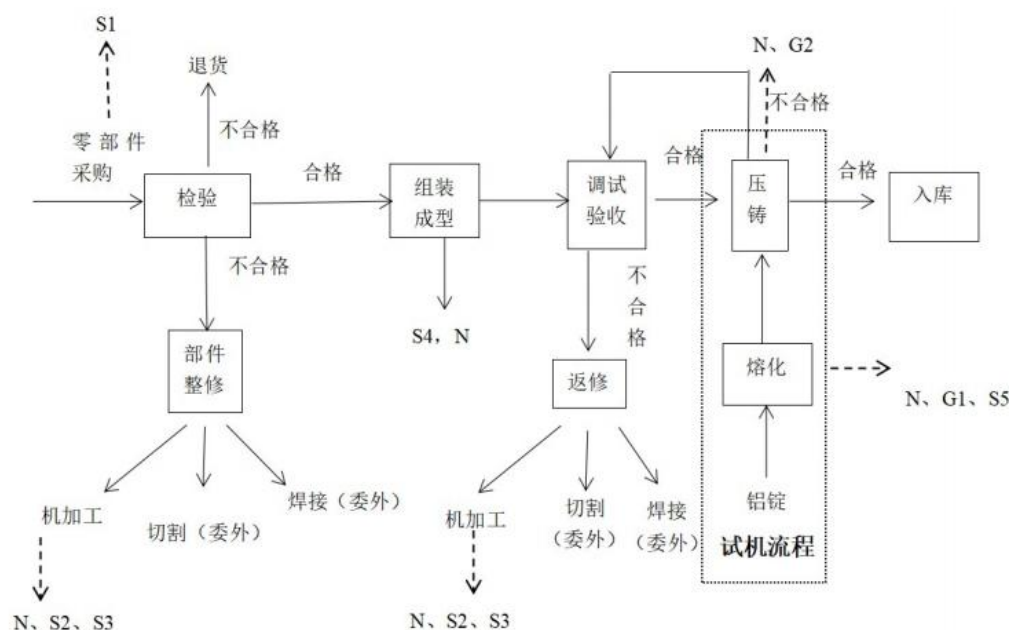 S1
N、G2
退货
不合格
不合格
零部件
采购
检验
合格
组装
成型
调试
验收
合格
压
铸
合格
入库
不合格
不
合
格
S4，N
部件
整修
返修
熔化
N、G1、S5
机加工
切割（委外）
焊接（委外）
机加工
切割
（委外）
焊接
（委外）
铝锭
试机流程
N、S2、S3
N、S2、S3